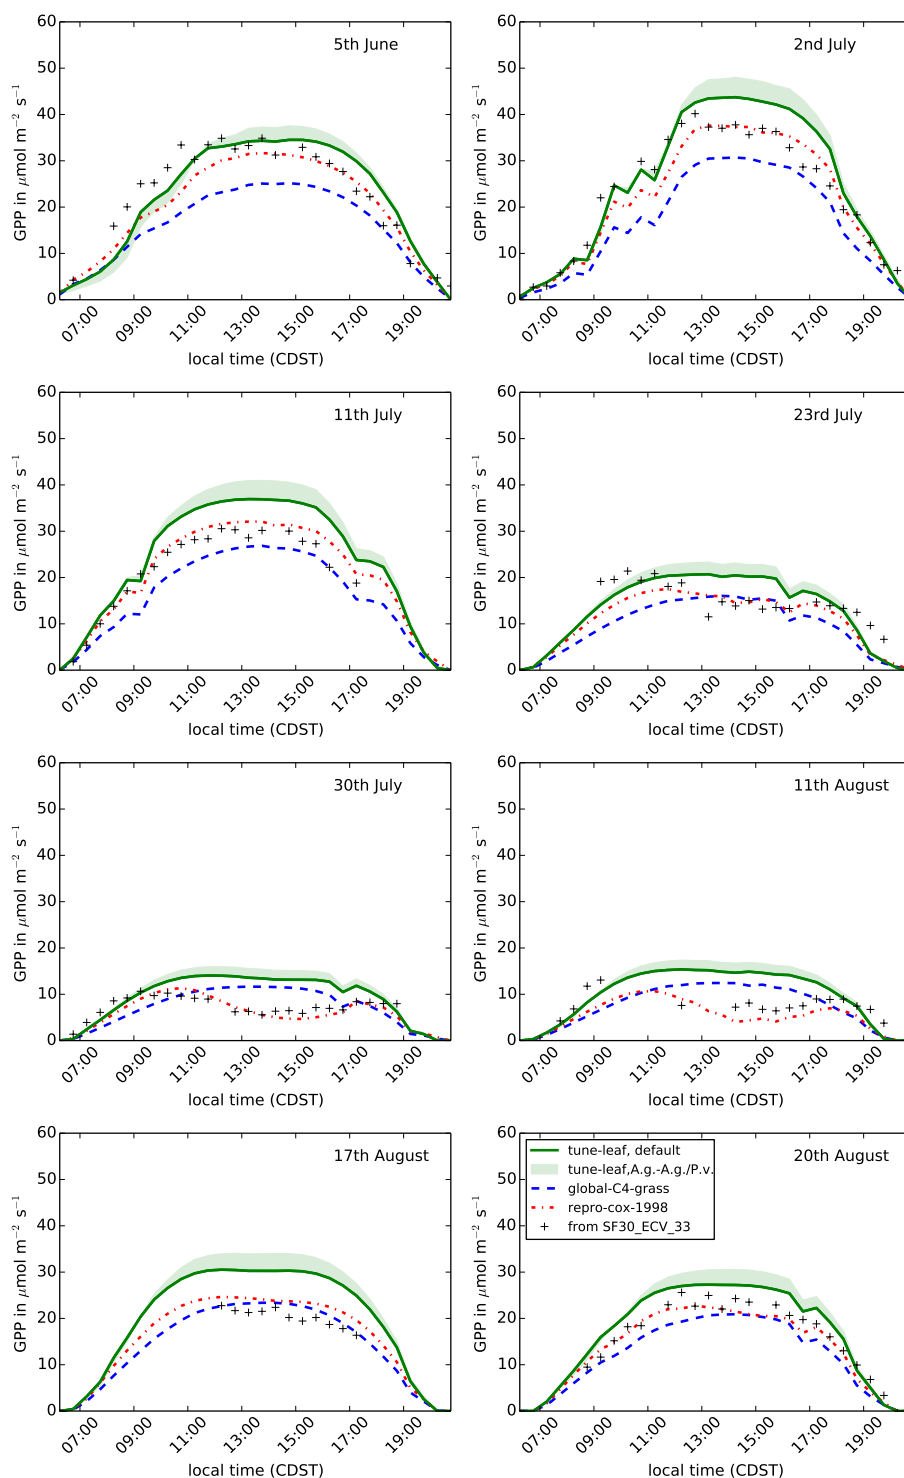 5th June
60
50
40
30
20
10
0
GPP in μmol m⁻² s⁻¹
07:00 09:00 11:00 13:00 15:00 17:00 19:00
local time (CDST)
2nd July
60
50
40
30
20
10
0
GPP in μmol m⁻² s⁻¹
07:00 09:00 11:00 13:00 15:00 17:00 19:00
local time (CDST)
11th July
60
50
40
30
20
10
0
GPP in μmol m⁻² s⁻¹
07:00 09:00 11:00 13:00 15:00 17:00 19:00
local time (CDST)
23rd July
60
50
40
30
20
10
0
GPP in μmol m⁻² s⁻¹
07:00 09:00 11:00 13:00 15:00 17:00 19:00
local time (CDST)
30th July
60
50
40
30
20
10
0
GPP in μmol m⁻² s⁻¹
07:00 09:00 11:00 13:00 15:00 17:00 19:00
local time (CDST)
11th August
60
50
40
30
20
10
0
GPP in μmol m⁻² s⁻¹
07:00 09:00 11:00 13:00 15:00 17:00 19:00
local time (CDST)
17th August
60
50
40
30
20
10
0
GPP in μmol m⁻² s⁻¹
07:00 09:00 11:00 13:00 15:00 17:00 19:00
local time (CDST)
20th August
tune-leaf, default
tune-leaf,A.g.-A.g./P.v.
global-C4-grass
repro-cox-1998
from SF30_ECV_33
60
50
40
30
20
10
0
GPP in μmol m⁻² s⁻¹
07:00 09:00 11:00 13:00 15:00 17:00 19:00
local time (CDST)